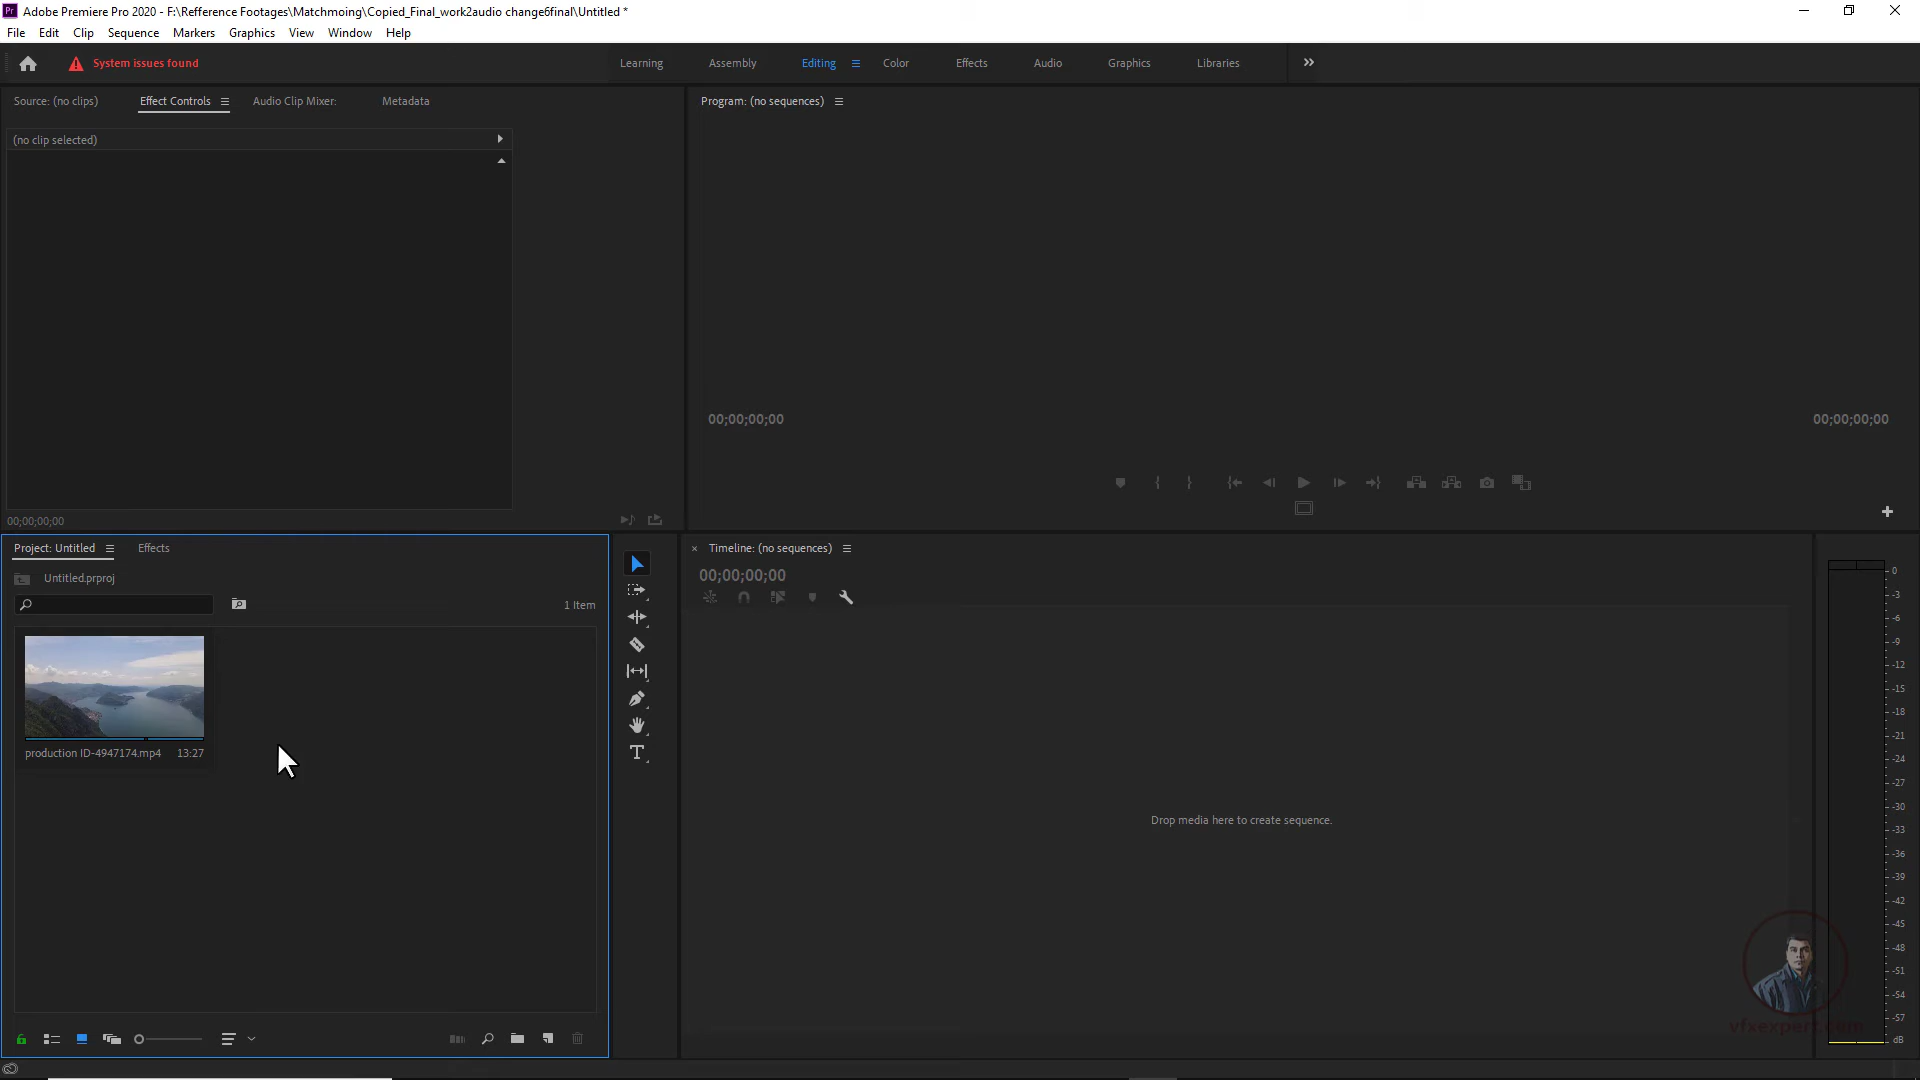 Adobe Premiere Pro 2020 - F:\Refference Footages\Matchmoing\Copied_Final_work2audio change6final\Untitled *
File Edit Clip Sequence Markers Graphics View Window Help
System issues found
Learning Assembly Editing Color Effects Audio Graphics Libraries
Source: (no clips) Effect Controls Audio Clip Mixer: Metadata
Program: (no sequences)
(no clip selected)
00;00;00;00 00;00;00;00
00;00;00;00
Project: Untitled Effects
Timeline: (no sequences)
Untitled.prproj
00;00;00;00
1 Item
production ID-4947174.mp4 13:27
Drop media here to create sequence.
0
-3
-6
-9
-12
-15
-18
-21
-24
-27
-30
-33
-36
-39
-42
-45
-48
-51
-54
-57
dB
vfxexpert.com